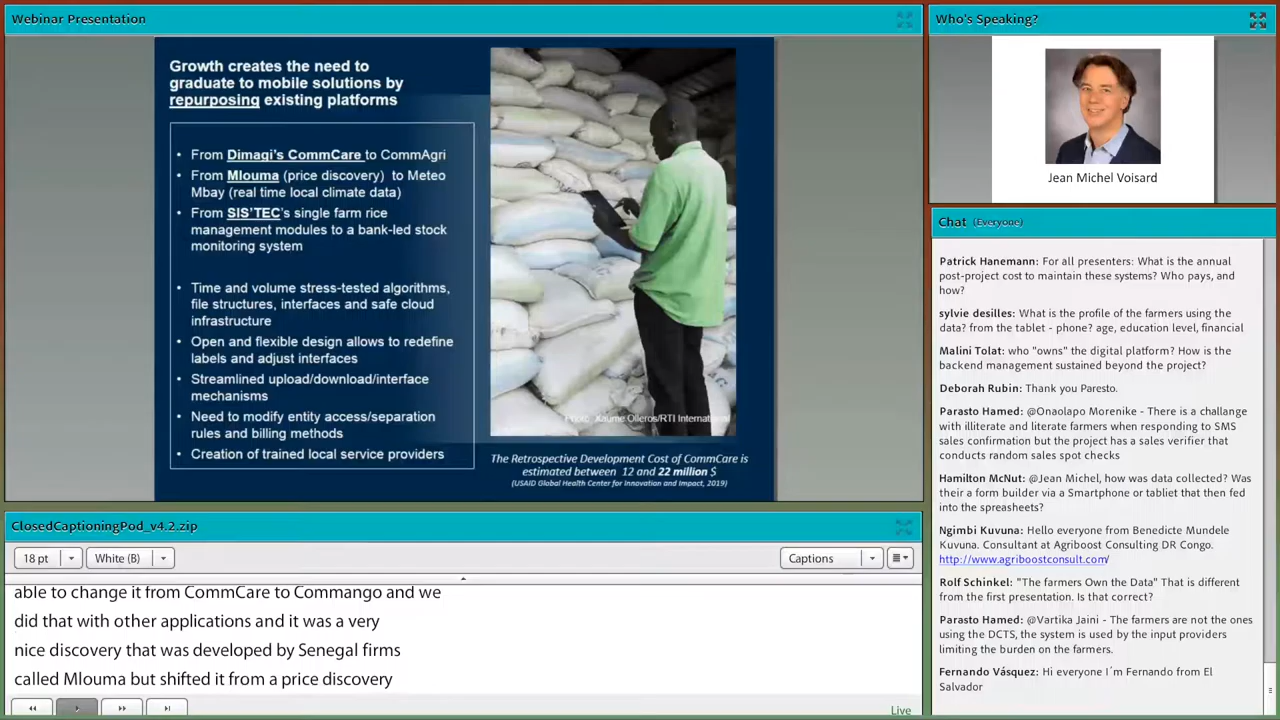 Webinar Presentation
Growth creates the need to
graduate to mobile solutions by
repurposing existing platforms
• From Dimagi's CommCare to CommAgri
• From Mlouma (price discovery) to Meteo
Mbay (real time local climate data)
• From SIS'TEC's single farm rice
management modules to a bank-led stock
monitoring system
• Time and volume stress-tested algorithms,
file structures, interfaces and safe cloud
infrastructure
• Open and flexible design allows to redefine
labels and adjust interfaces
• Streamlined upload/download/interface
mechanisms
• Need to modify entity access/separation
rules and billing methods
• Creation of trained local service providers
Photo: Xaume Olleros/RTI International
The Retrospective Development Cost of CommCare is
estimated between 12 and 22 million $
(USAID Global Health Center for Innovation and Impact, 2019)
Who's Speaking?
Jean Michel Voisard
Chat (Everyone)
Patrick Hanemann: For all presenters: What is the annual
post-project cost to maintain these systems? Who pays, and
how?
sylvie desilles: What is the profile of the farmers using the
data? from the tablet - phone? age, education level, financial
Malini Tolat: who "owns" the digital platform? How is the
backend management sustained beyond the project?
Deborah Rubin: Thank you Paresto.
Parasto Hamed: @Onaolapo Morenike - There is a challange
with illiterate and literate farmers when responding to SMS
sales confirmation but the project has a sales verifier that
conducts random sales spot checks
Hamilton McNut: @Jean Michel, how was data collected? Was
their a form builder via a Smartphone or tablet that then fed
into the spreasheets?
Ngimbi Kuvuna: Hello everyone from Benedicte Mundele
Kuvuna. Consultant at Agriboost Consulting DR Congo.
http://www.agriboostconsult.com/
Rolf Schinkel: "The farmers Own the Data" That is different
from the first presentation. Is that correct?
Parasto Hamed: @Vartika Jaini - The farmers are not the ones
using the DCTS, the system is used by the input providers
limiting the burden on the farmers.
Fernando Vásquez: Hi everyone I´m Fernando from El
Salvador
ClosedCaptioningPod_v4.2.zip
18 pt
White (B)
Captions
able to change it from CommCare to Commango and we
did that with other applications and it was a very
nice discovery that was developed by Senegal firms
called Mlouma but shifted it from a price discovery
Live